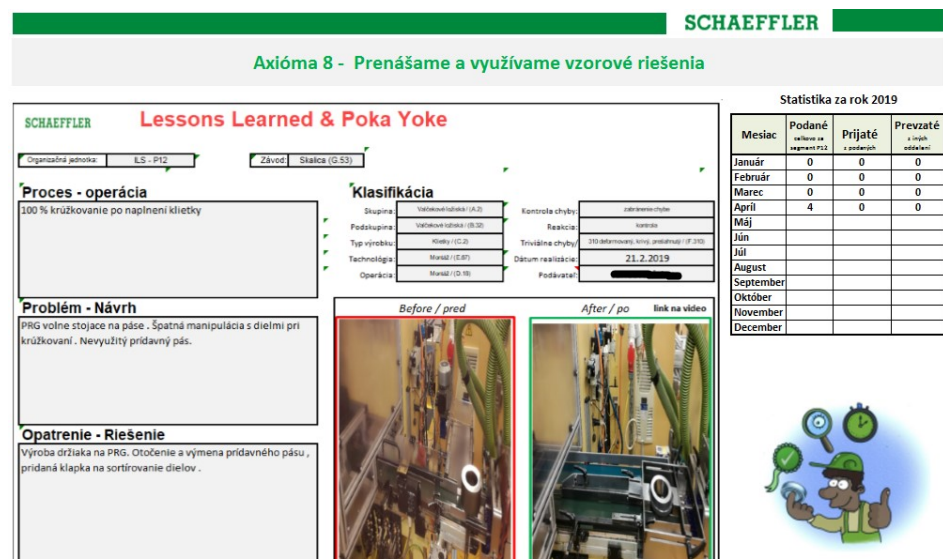 SCHAEFFLER
Axióma 8 - Prenášame a využívame vzorové riešenia
SCHAEFFLER
Lessons Learned & Poka Yoke
Organizačná jednotka: ILS - P12
Závod: Skalica (G.53)
Proces - operácia
100 % krúžkovanie po naplnení klietky
Klasifikácia
Skupina: Valčekové ložiská / (A.2)
Podskupina: Valčekové ložiská / (B.32)
Typ výrobku: Klietky / (C.2)
Technológia: Montáž / (E.87)
Operácia: Montáž / (D.18)
Kontrola chyby: zabránenie chybe
Reakcia: kontrola
Triviálne chyby/ 310 deformovaný, krivý, pretiahnutý / (F.310)
Dátum realizácie: 21.2.2019
Podávateľ:
Problém - Návrh
PRG volne stojace na páse . Špatná manipulácia s dielmi pri
krúžkovaní . Nevyužitý prídavný pás.
Opatrenie - Riešenie
Výroba držiaka na PRG. Otočenie a výmena prídavného pásu ,
pridaná klapka na sortírovanie dielov .
Before / pred
After / po
link na video
Statistika za rok 2019
Mesiac Podané celkovo za segment P12 Prijaté z podaných Prevzaté z iných oddelení
Január 0 0 0
Február 0 0 0
Marec 0 0 0
Apríl 4 0 0
Máj
Jún
Júl
August
September
Október
November
December